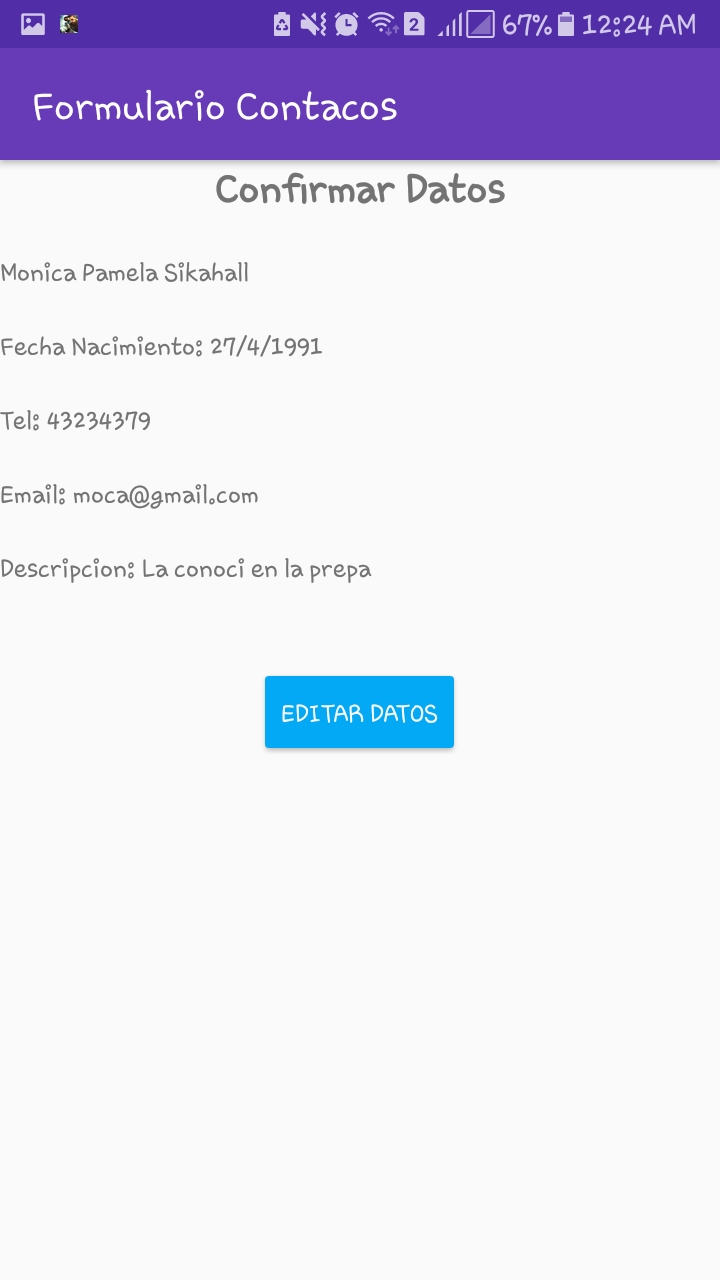 2 67% 12:24 AM
Formulario Contacos
Confirmar Datos
Monica Pamela Sikahall
Fecha Nacimiento: 27/4/1991
Tel: 43234379
Email: moca@gmail.com
Descripcion: La conoci en la prepa
EDITAR DATOS